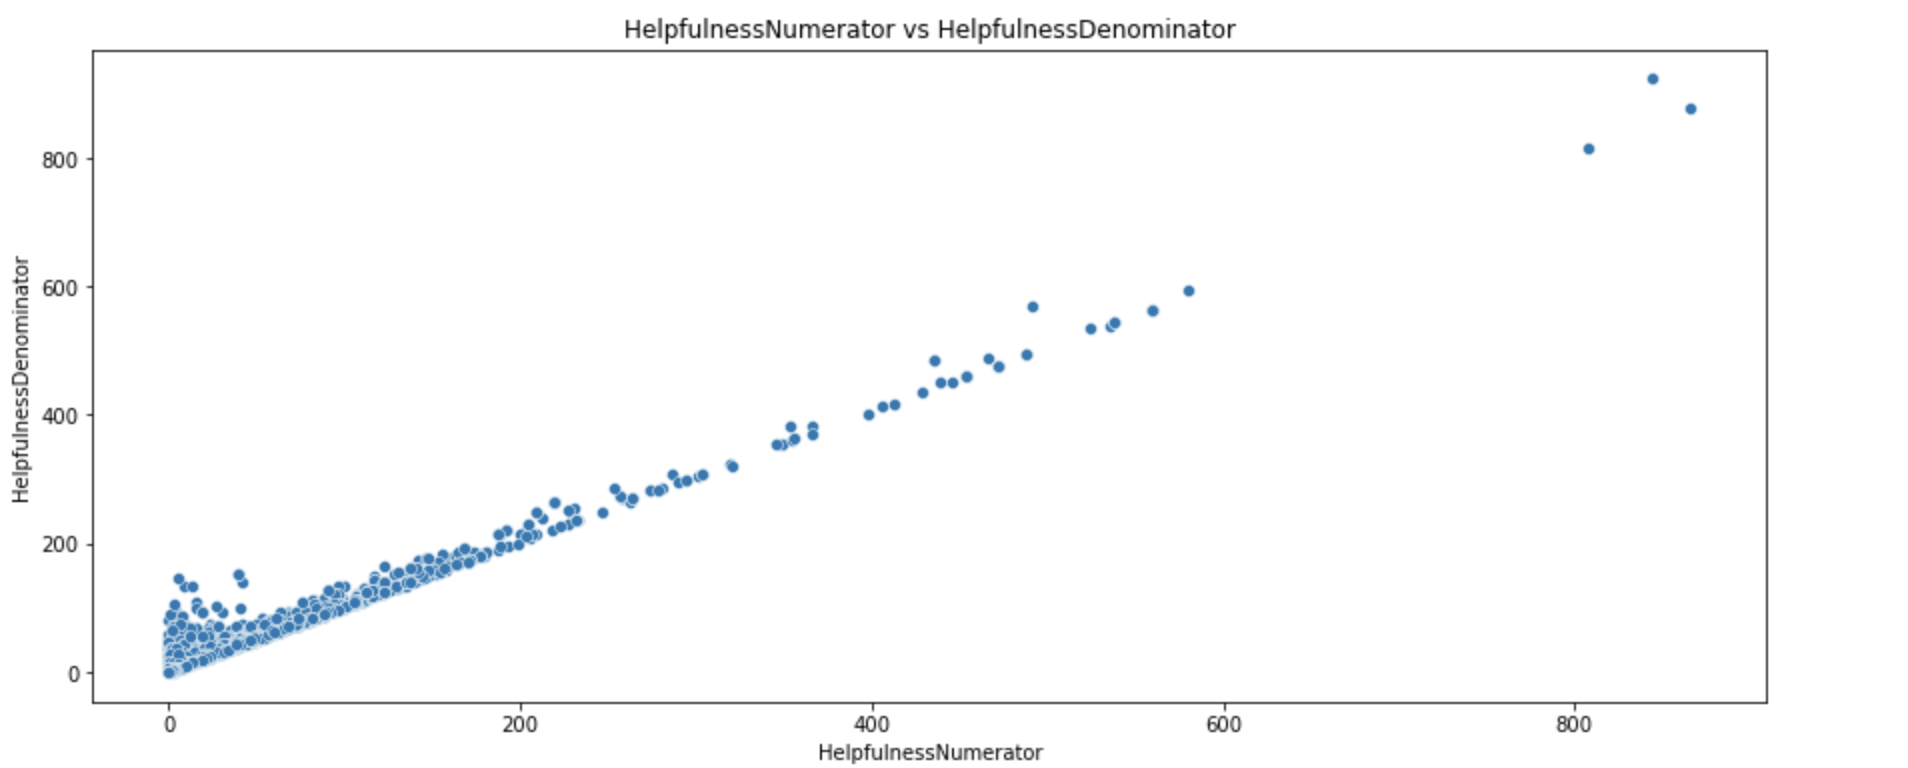 HelpfulnessNumerator vs HelpfulnessDenominator
HelpfulnessDenominator
800
600
400
200
0
0 200 400 600 800
HelpfulnessNumerator